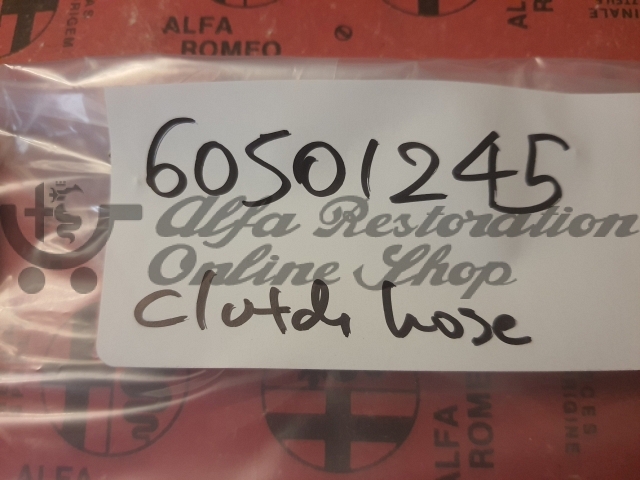 ALFA
ROMEO
60501245
Alfa Restoration
Online Shop
Clutch hose
ALFA
ROMEO